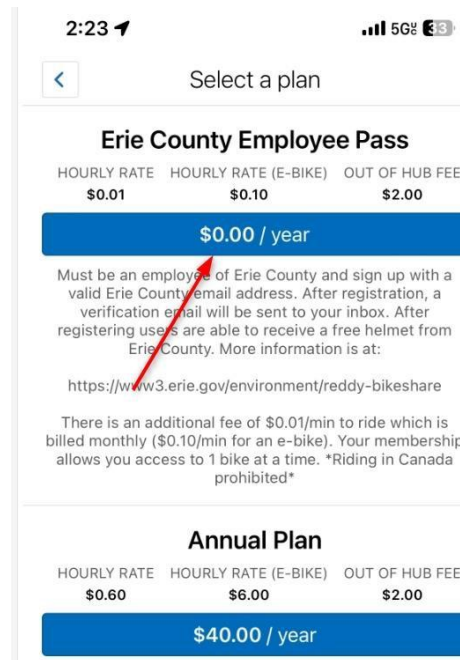 2:23
5G 33
Select a plan
Erie County Employee Pass
HOURLY RATE HOURLY RATE (E-BIKE) OUT OF HUB FEE
$0.01 $0.10 $2.00
$0.00 / year
Must be an employee of Erie County and sign up with a
valid Erie County email address. After registration, a
verification email will be sent to your inbox. After
registering users are able to receive a free helmet from
Erie County. More information is at:
https://www3.erie.gov/environment/reddy-bikeshare
There is an additional fee of $0.01/min to ride which is
billed monthly ($0.10/min for an e-bike). Your membership
allows you access to 1 bike at a time. *Riding in Canada
prohibited*
Annual Plan
HOURLY RATE HOURLY RATE (E-BIKE) OUT OF HUB FEE
$0.60 $6.00 $2.00
$40.00 / year